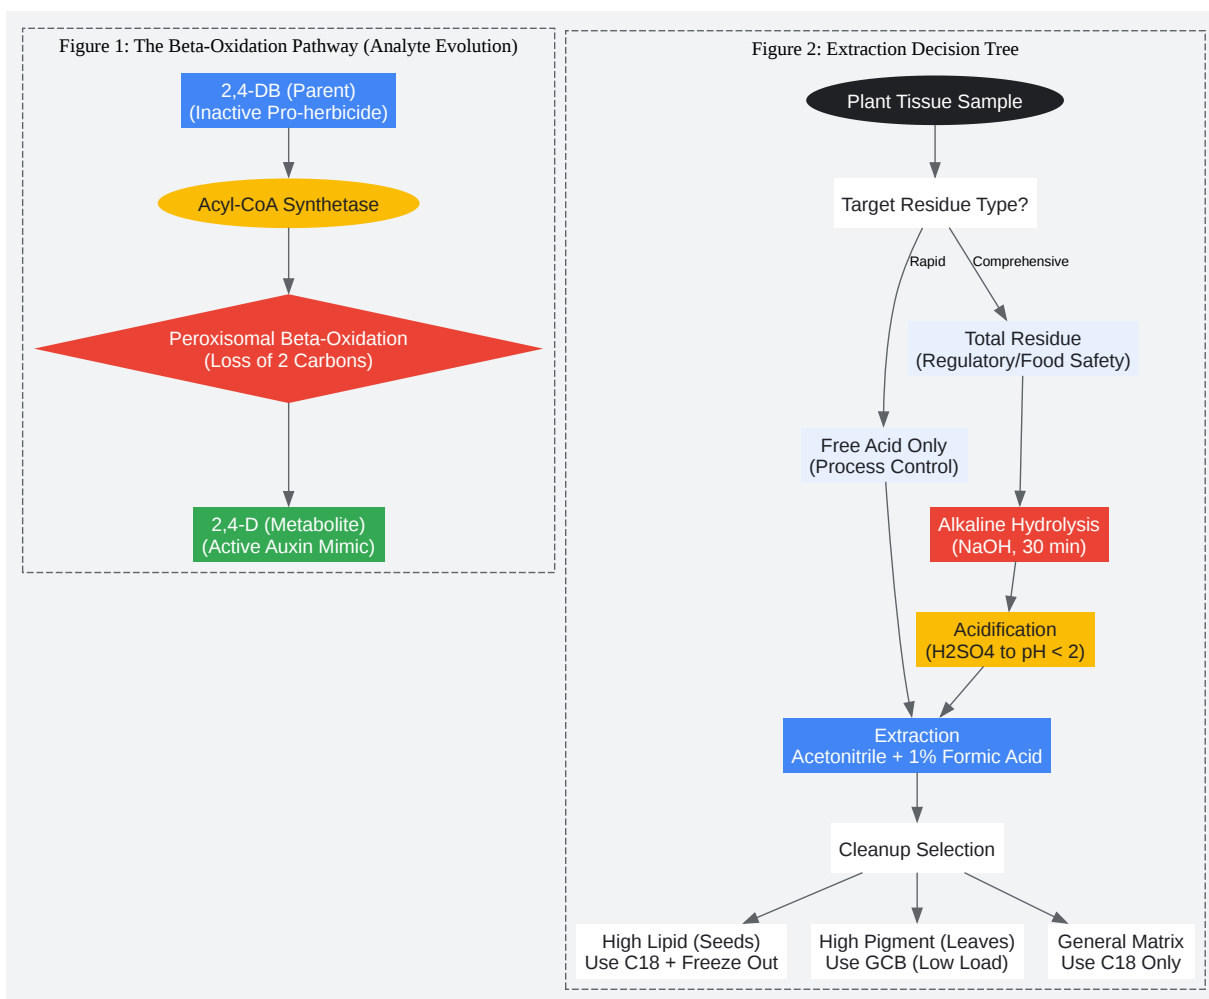 Figure 1: The Beta-Oxidation Pathway (Analyte Evolution)
2,4-DB (Parent)
(Inactive Pro-herbicide)
Acyl-CoA Synthetase
Peroxisomal Beta-Oxidation
(Loss of 2 Carbons)
2,4-D (Metabolite)
(Active Auxin Mimic)
Figure 2: Extraction Decision Tree
Plant Tissue Sample
Target Residue Type?
Rapid
Comprehensive
Total Residue
(Regulatory/Food Safety)
Free Acid Only
(Process Control)
Alkaline Hydrolysis
(NaOH, 30 min)
Acidification
(H2SO4 to pH < 2)
Extraction
Acetonitrile + 1% Formic Acid
Cleanup Selection
High Lipid (Seeds)
Use C18 + Freeze Out
High Pigment (Leaves)
Use GCB (Low Load)
General Matrix
Use C18 Only